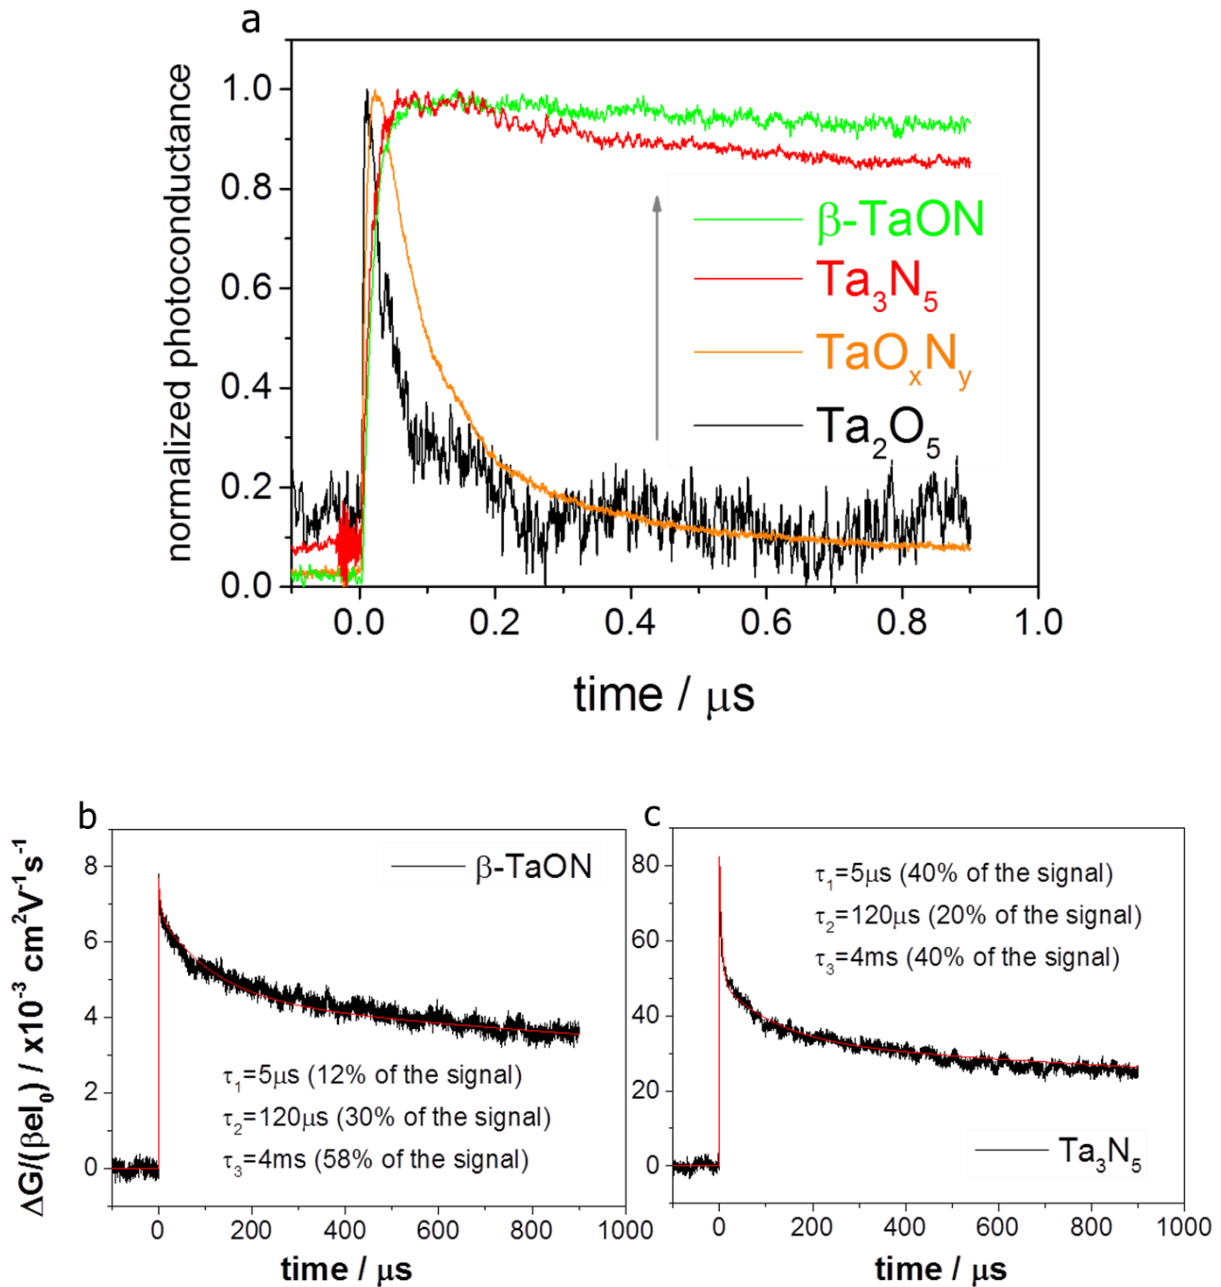 a
normalized photoconductance
1.0
0.8
0.6
0.4
0.2
0.0
β-TaON
Ta₃N₅
TaOₓNᵧ
Ta₂O₅
0.0 0.2 0.4 0.6 0.8 1.0
time / μs
b
ΔG/(βeI₀) / x10⁻³ cm²V⁻¹s⁻¹
8
6
4
2
0
β-TaON
τ₁=5μs (12% of the signal)
τ₂=120μs (30% of the signal)
τ₃=4ms (58% of the signal)
0 200 400 600 800 1000
time / μs
c
80
60
40
20
0
τ₁=5μs (40% of the signal)
τ₂=120μs (20% of the signal)
τ₃=4ms (40% of the signal)
Ta₃N₅
0 200 400 600 800 1000
time / μs